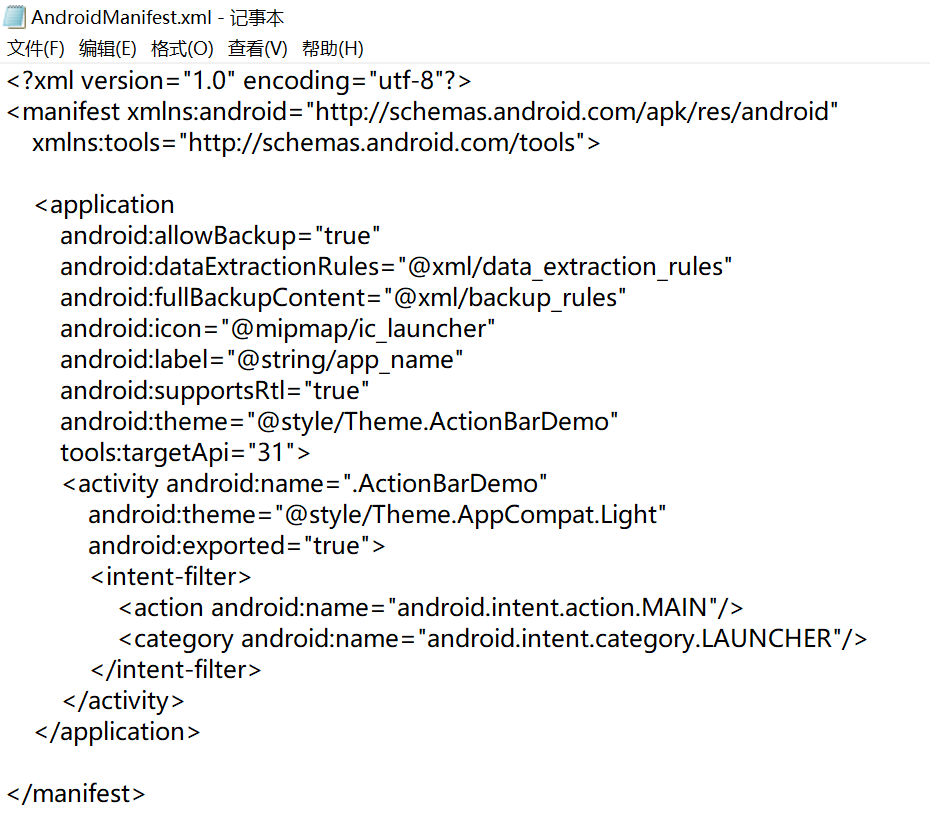 AndroidManifest.xml - 记事本
文件(F) 编辑(E) 格式(O) 查看(V) 帮助(H)
<?xml version="1.0" encoding="utf-8"?>
<manifest xmlns:android="http://schemas.android.com/apk/res/android"
    xmlns:tools="http://schemas.android.com/tools">

    <application
        android:allowBackup="true"
        android:dataExtractionRules="@xml/data_extraction_rules"
        android:fullBackupContent="@xml/backup_rules"
        android:icon="@mipmap/ic_launcher"
        android:label="@string/app_name"
        android:supportsRtl="true"
        android:theme="@style/Theme.ActionBarDemo"
        tools:targetApi="31">
        <activity android:name=".ActionBarDemo"
            android:theme="@style/Theme.AppCompat.Light"
            android:exported="true">
            <intent-filter>
                <action android:name="android.intent.action.MAIN"/>
                <category android:name="android.intent.category.LAUNCHER"/>
            </intent-filter>
        </activity>
    </application>

</manifest>